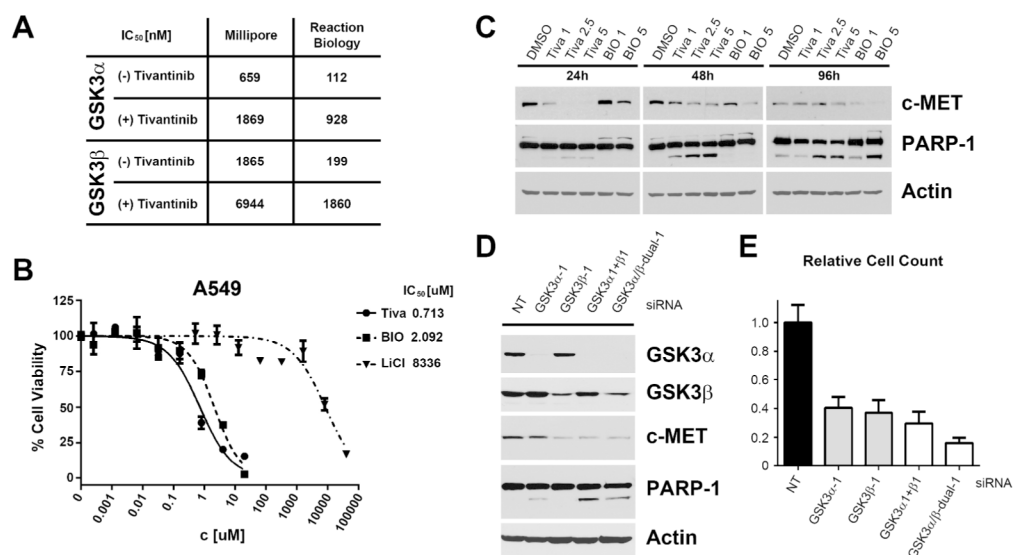 A
IC50 [nM] Millipore Reaction Biology
GSK3α
(-) Tivantinib 659 112
(+) Tivantinib 1869 928
GSK3β
(-) Tivantinib 1865 199
(+) Tivantinib 6944 1860
B
A549
IC50 [uM]
Tiva 0.713
BIO 2.092
LiCl 8336
% Cell Viability
125
100
75
50
25
0
0 0.001 0.01 0.1 1 10 100 1000 10000 100000
c [uM]
C
DMSO Tiva 1 Tiva 2.5 Tiva 5 BIO 1 BIO 5 DMSO Tiva 1 Tiva 2.5 Tiva 5 BIO 1 BIO 5 DMSO Tiva 1 Tiva 2.5 Tiva 5 BIO 1 BIO 5
24h 48h 96h
c-MET
PARP-1
Actin
D
NT GSK3α-1 GSK3β-1 GSK3α1+β1 GSK3α/β-dual-1 siRNA
GSK3α
GSK3β
c-MET
PARP-1
Actin
E
Relative Cell Count
1
0.8
0.6
0.4
0.2
0
NT GSK3α-1 GSK3β-1 GSK3α1+β1 GSK3α/β-dual-1 siRNA